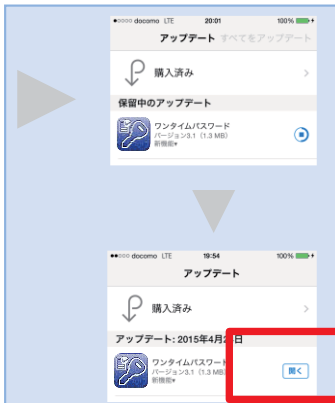 ●○○○○ docomo LTE 20:01 100%
アップデート すべてをアップデート
購入済み
保留中のアップデート
ワンタイムパスワード
バージョン3.1 (1.3 MB)
新機能▾
●●○○○ docomo LTE 19:54 100%
アップデート
購入済み
アップデート: 2015年4月2 日
ワンタイムパスワー
バージョン3.1 (1.3 MB)
新機能▾
開く